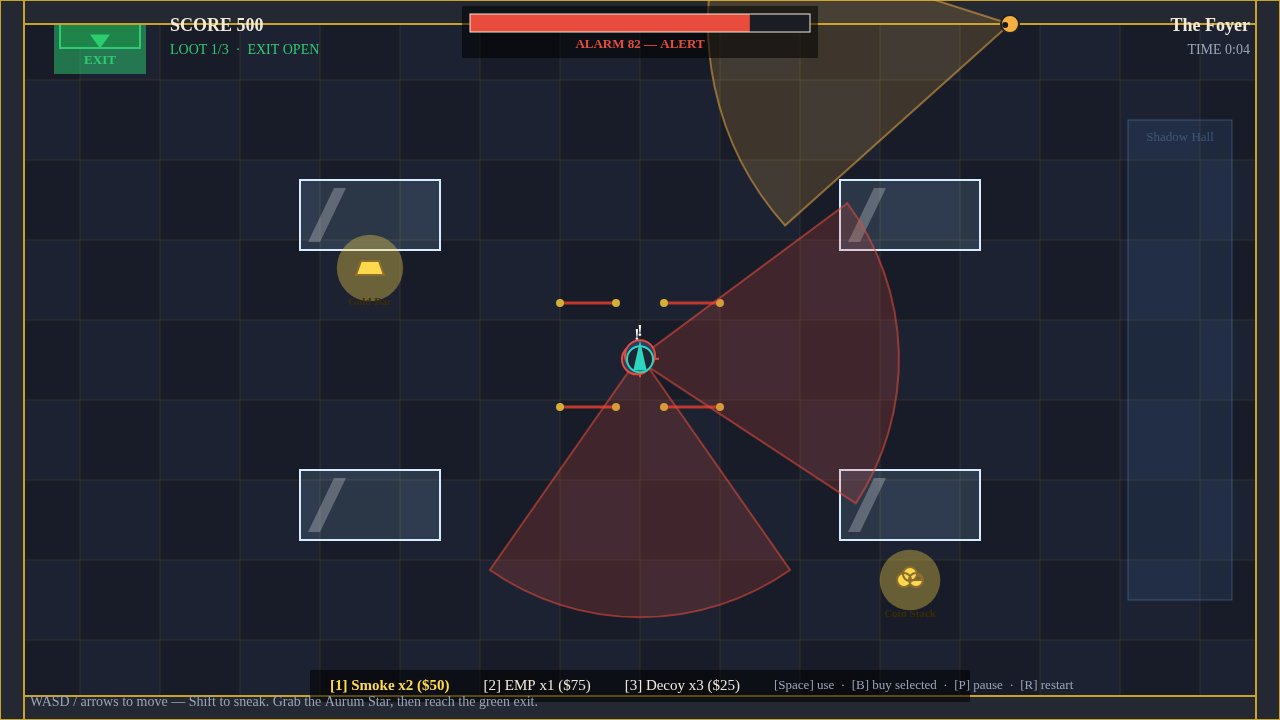 SCORE 500
LOOT 1/3 · EXIT OPEN
EXIT
ALARM 82 — ALERT
The Foyer
TIME 0:04
Shadow Hall
Gold Bar
!
!
Coin Stack
[1] Smoke x2 ($50) [2] EMP x1 ($75) [3] Decoy x3 ($25) [Space] use · [B] buy selected · [P] pause · [R] restart
WASD / arrows to move — Shift to sneak. Grab the Aurum Star, then reach the green exit.